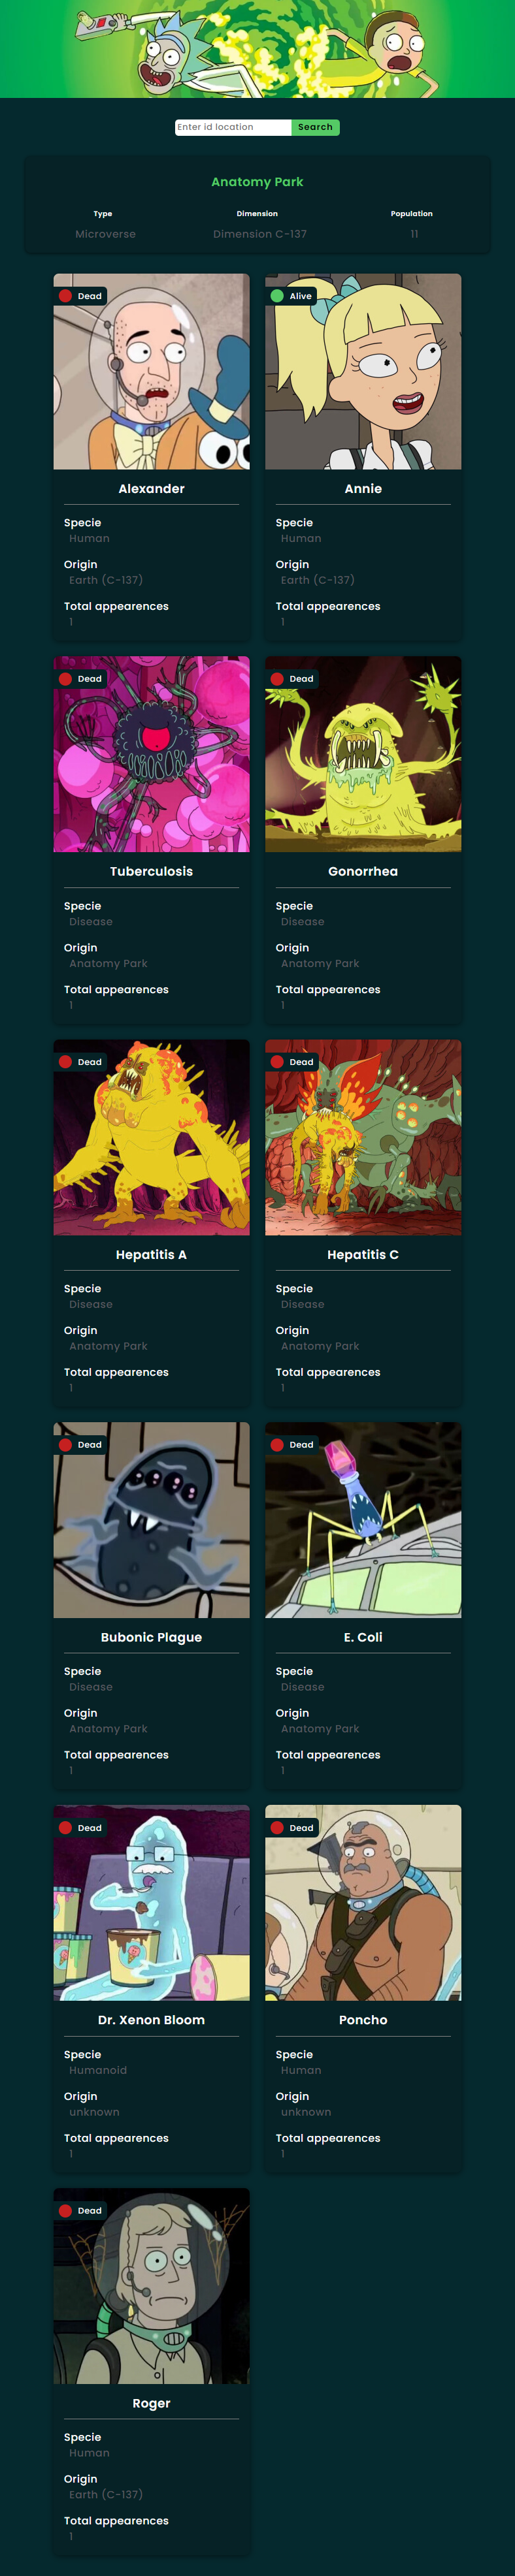 Enter id location Search
Anatomy Park
Type Dimension Population
Microverse Dimension C-137 11
Dead
Alexander
Specie
Human
Origin
Earth (C-137)
Total appearences
1
Alive
Annie
Specie
Human
Origin
Earth (C-137)
Total appearences
1
Dead
Tuberculosis
Specie
Disease
Origin
Anatomy Park
Total appearences
1
Dead
Gonorrhea
Specie
Disease
Origin
Anatomy Park
Total appearences
1
Dead
Hepatitis A
Specie
Disease
Origin
Anatomy Park
Total appearences
1
Dead
Hepatitis C
Specie
Disease
Origin
Anatomy Park
Total appearences
1
Dead
Bubonic Plague
Specie
Disease
Origin
Anatomy Park
Total appearences
1
Dead
E. Coli
Specie
Disease
Origin
Anatomy Park
Total appearences
1
Dead
Dr. Xenon Bloom
Specie
Humanoid
Origin
unknown
Total appearences
1
Dead
Poncho
Specie
Human
Origin
unknown
Total appearences
1
Dead
Roger
Specie
Human
Origin
Earth (C-137)
Total appearences
1